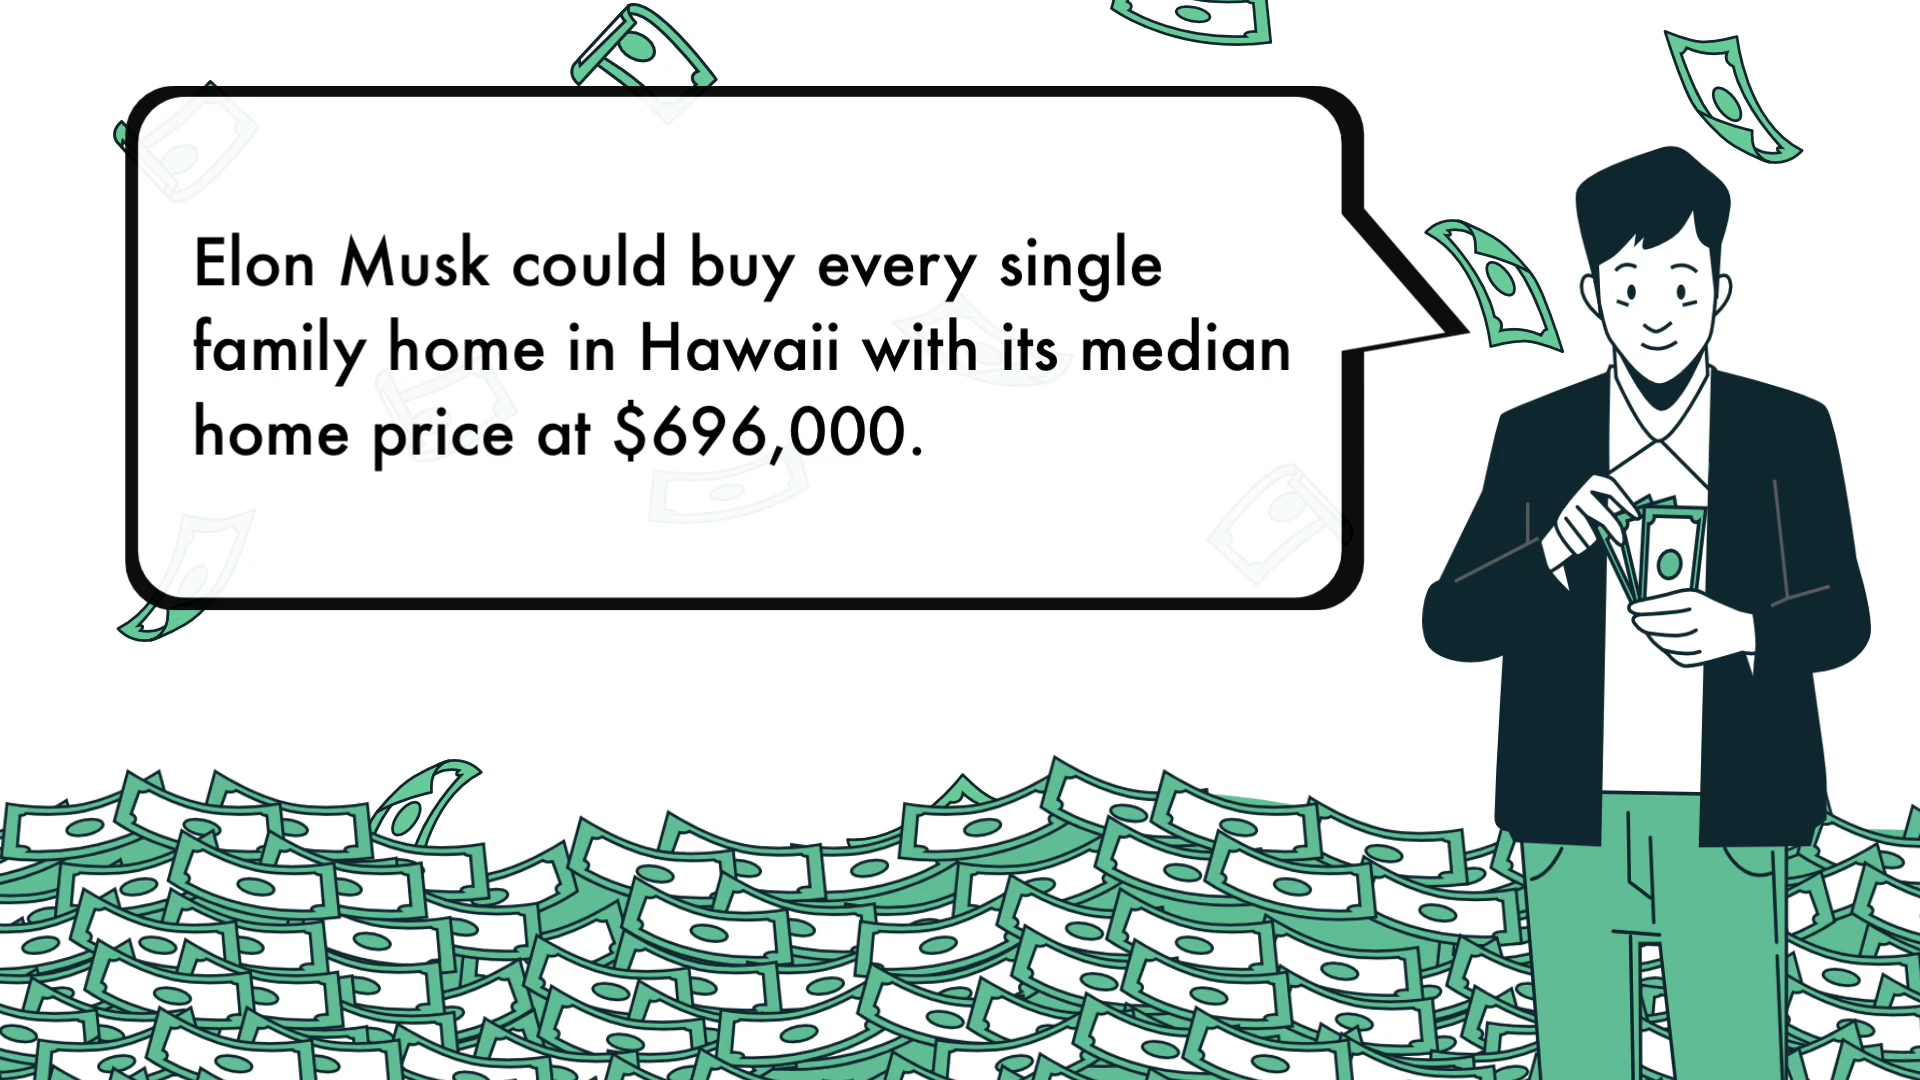 Elon Musk could buy every single
family home in Hawaii with its median
home price at $696,000.